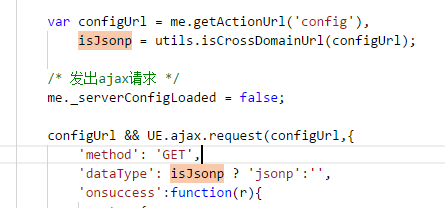 var configUrl = me.getActionUrl('config'),
isJsonp = utils.isCrossDomainUrl(configUrl);
/* 发出ajax请求 */
me._serverConfigLoaded = false;
configUrl && UE.ajax.request(configUrl,{
'method': 'GET',
'dataType': isJsonp ? 'jsonp':'',
'onsuccess':function(r){